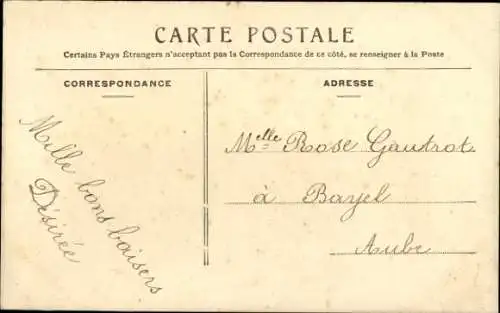 CARTE POSTALE
Certains Pays Étrangers n'acceptant pas la Correspondance de ce côté, se renseigner à la Poste
CORRESPONDANCE
Mille bons baisers
Désirée
ADRESSE
Melle Rose Gautrot
à Bayel
Aube